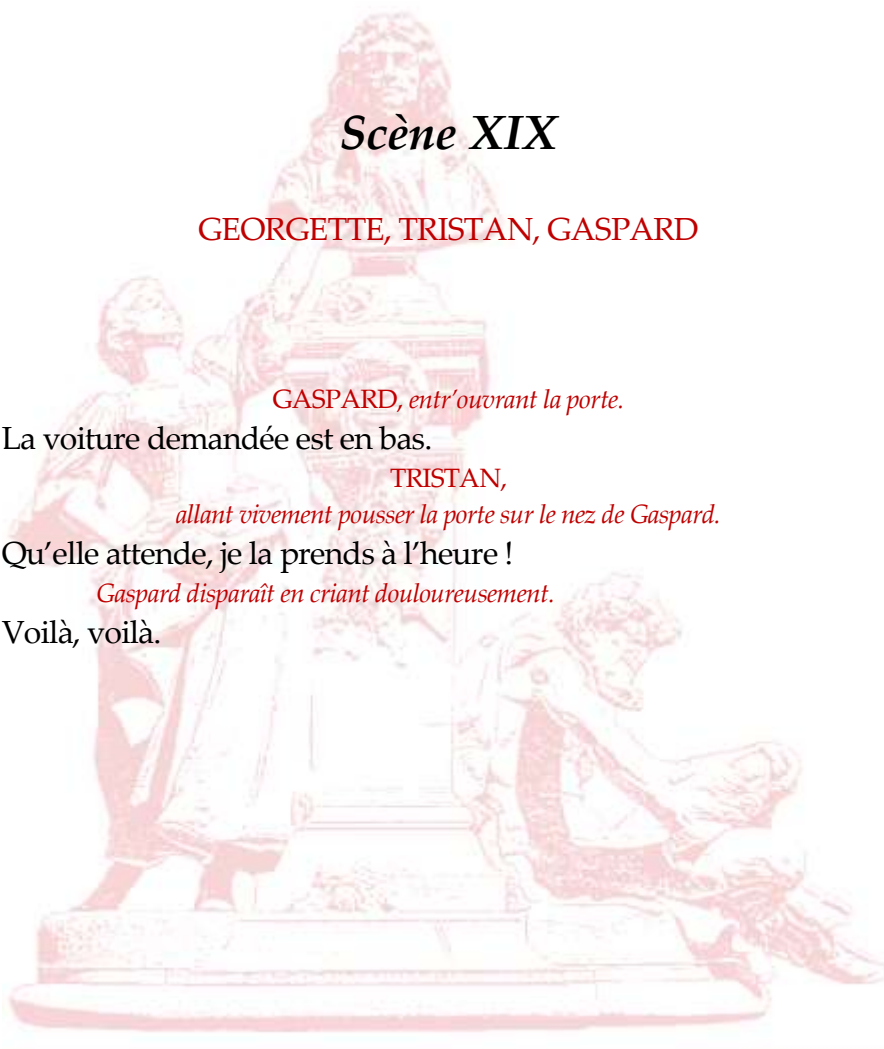 Scène XIX
GEORGETTE, TRISTAN, GASPARD
GASPARD, entr'ouvrant la porte.
La voiture demandée est en bas.
TRISTAN,
allant vivement pousser la porte sur le nez de Gaspard.
Qu’elle attende, je la prends à l’heure !
Gaspard disparaît en criant douloureusement.
Voilà, voilà.